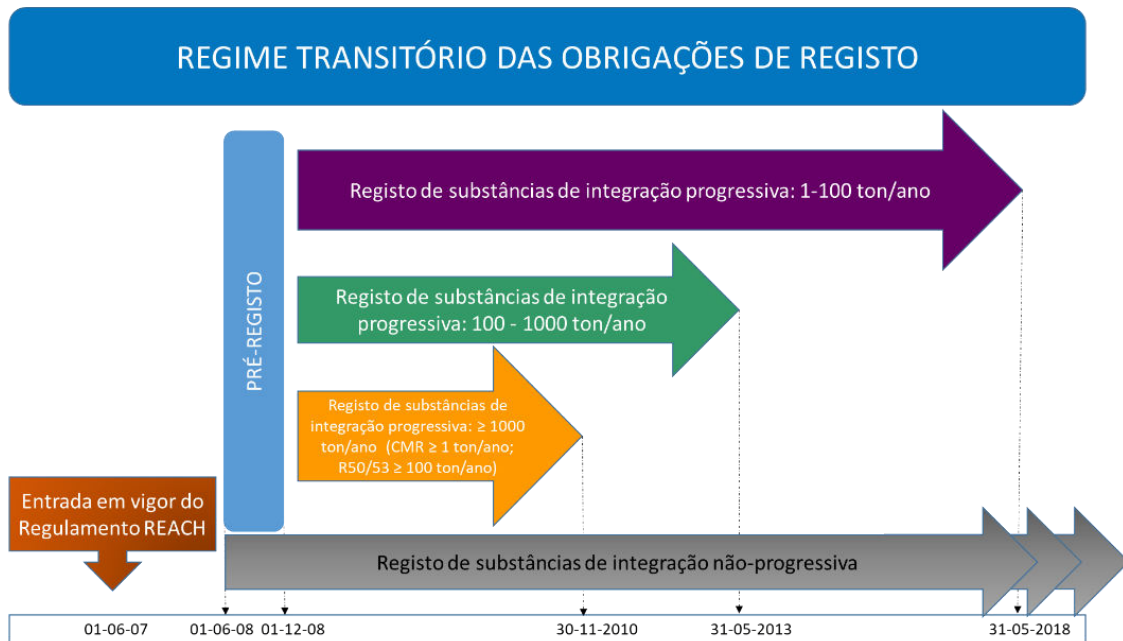 REGIME TRANSITÓRIO DAS OBRIGAÇÕES DE REGISTO
PRÉ-REGISTO
Registo de substâncias de integração progressiva: 1-100 ton/ano
Registo de substâncias de integração
progressiva: 100 - 1000 ton/ano
Registo de substâncias de
integração progressiva: ≥ 1000
ton/ano (CMR ≥ 1 ton/ano;
R50/53 ≥ 100 ton/ano)
Entrada em vigor do
Regulamento REACH
Registo de substâncias de integração não-progressiva
01-06-07 01-06-08 01-12-08 30-11-2010 31-05-2013 31-05-2018